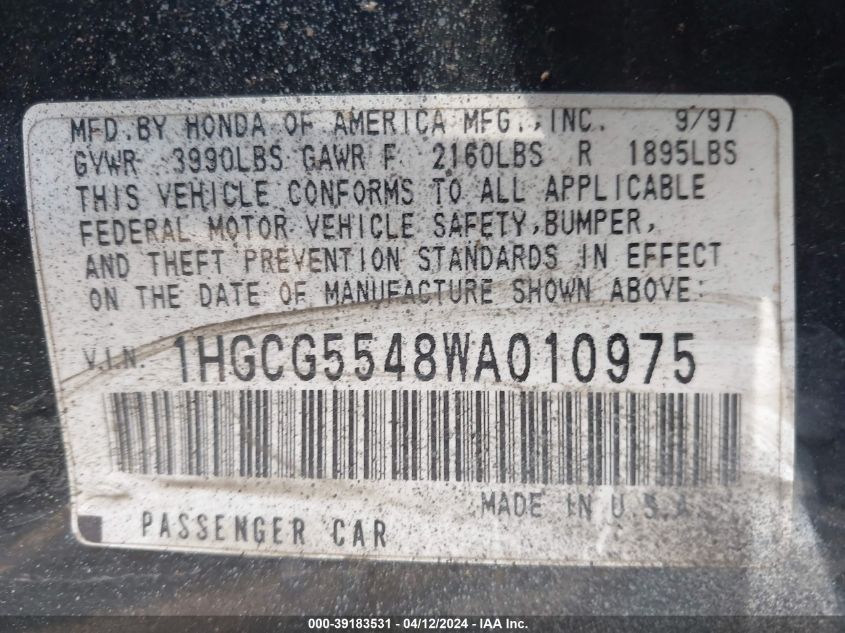 MFD. BY HONDA OF AMERICA MFG., INC. 9/97
GVWR 3990LBS GAWR F 2160LBS R 1895LBS
THIS VEHICLE CONFORMS TO ALL APPLICABLE
FEDERAL MOTOR VEHICLE SAFETY, BUMPER,
AND THEFT PREVENTION STANDARDS IN EFFECT
ON THE DATE OF MANUFACTURE SHOWN ABOVE.
V.I.N. 1HGCG5548WA010975
MADE IN U.S.A.
PASSENGER CAR
000-39183531 - 04/12/2024 - IAA Inc.